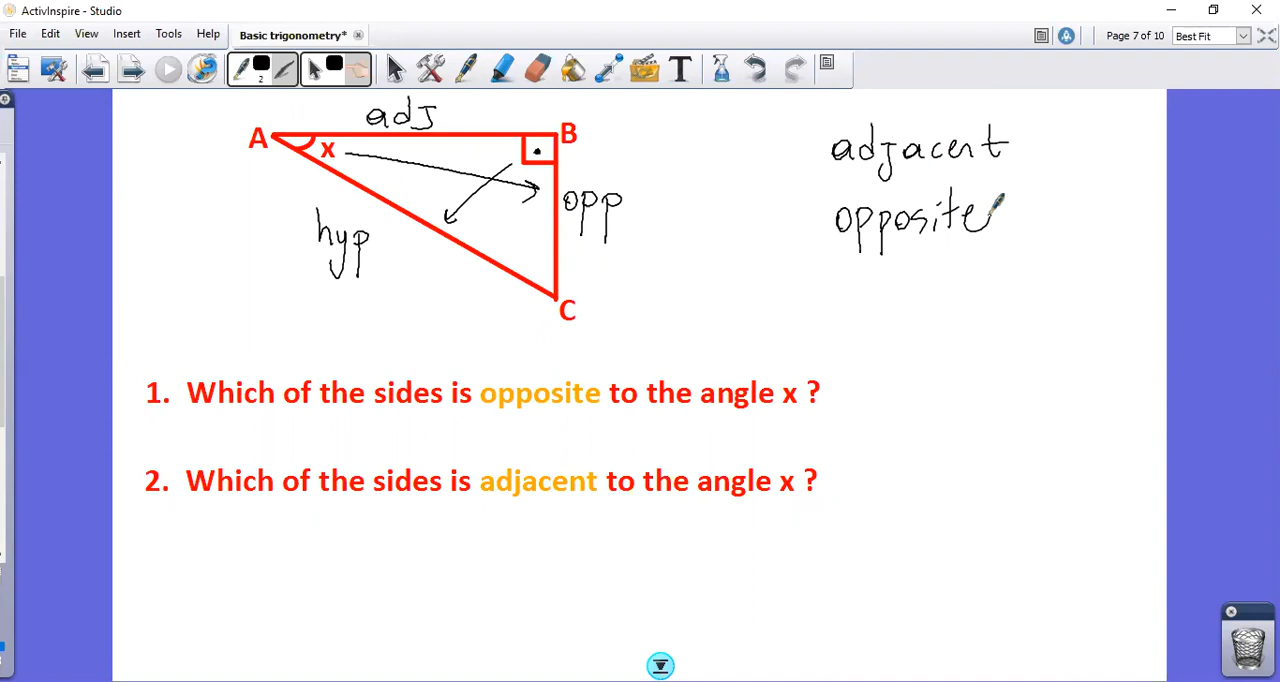 ActivInspire - Studio
File Edit View Insert Tools Help Basic trigonometry* Page 7 of 10 Best Fit
2 T
adj
A x B
adjacent
opp
opposite
hyp
C
1. Which of the sides is opposite to the angle x ?
2. Which of the sides is adjacent to the angle x ?